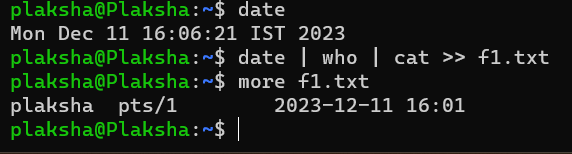 plaksha@Plaksha:~$ date
Mon Dec 11 16:06:21 IST 2023
plaksha@Plaksha:~$ date | who | cat >> f1.txt
plaksha@Plaksha:~$ more f1.txt
plaksha  pts/1        2023-12-11 16:01
plaksha@Plaksha:~$